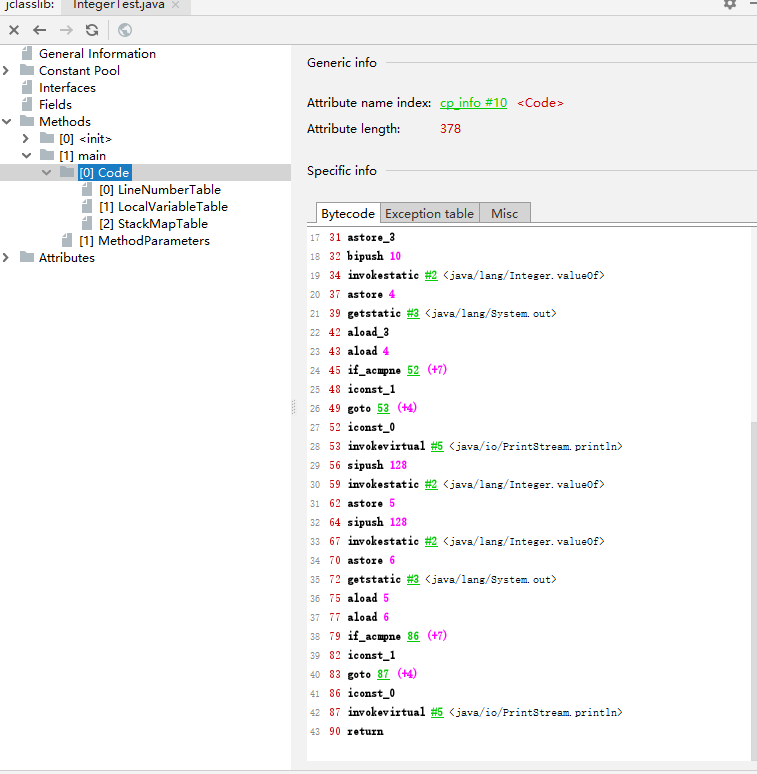 jclasslib: IntegerTest.java
General Information
Constant Pool
Interfaces
Fields
Methods
[0] <init>
[1] main
[0] Code
[0] LineNumberTable
[1] LocalVariableTable
[2] StackMapTable
[1] MethodParameters
Attributes
Generic info
Attribute name index: cp_info #10 <Code>
Attribute length: 378
Specific info
Bytecode Exception table Misc
17 31 astore_3
18 32 bipush 10
19 34 invokestatic #2 <java/lang/Integer.valueOf>
20 37 astore 4
21 39 getstatic #3 <java/lang/System.out>
22 42 aload_3
23 43 aload 4
24 45 if_acmpne 52 (+7)
25 48 iconst_1
26 49 goto 53 (+4)
27 52 iconst_0
28 53 invokevirtual #5 <java/io/PrintStream.println>
29 56 sipush 128
30 59 invokestatic #2 <java/lang/Integer.valueOf>
31 62 astore 5
32 64 sipush 128
33 67 invokestatic #2 <java/lang/Integer.valueOf>
34 70 astore 6
35 72 getstatic #3 <java/lang/System.out>
36 75 aload 5
37 77 aload 6
38 79 if_acmpne 86 (+7)
39 82 iconst_1
40 83 goto 87 (+4)
41 86 iconst_0
42 87 invokevirtual #5 <java/io/PrintStream.println>
43 90 return